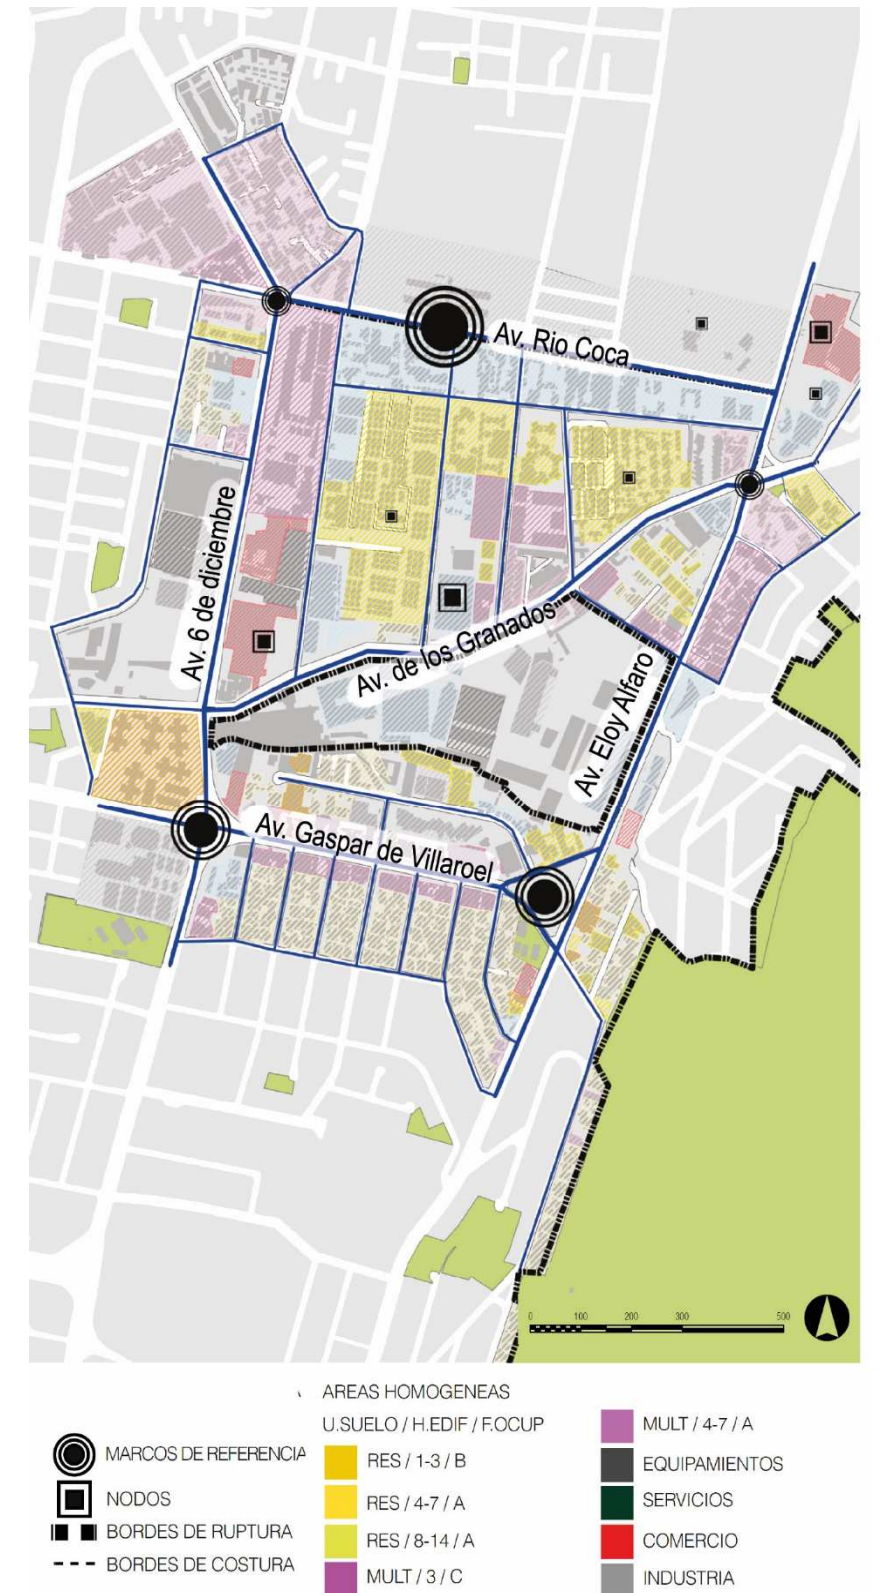 Av. Rio Coca
Av. 6 de diciembre
Av. de los Granados
Av. Eloy Alfaro
Av. Gaspar de Villaroel
0 100 200 300 500
AREAS HOMOGENEAS
U.SUELO / H.EDIF / F.OCUP
MARCOS DE REFERENCIA
NODOS
BORDES DE RUPTURA
BORDES DE COSTURA
RES / 1-3 / B
RES / 4-7 / A
RES / 8-14 / A
MULT / 3 / C
MULT / 4-7 / A
EQUIPAMIENTOS
SERVICIOS
COMERCIO
INDUSTRIA